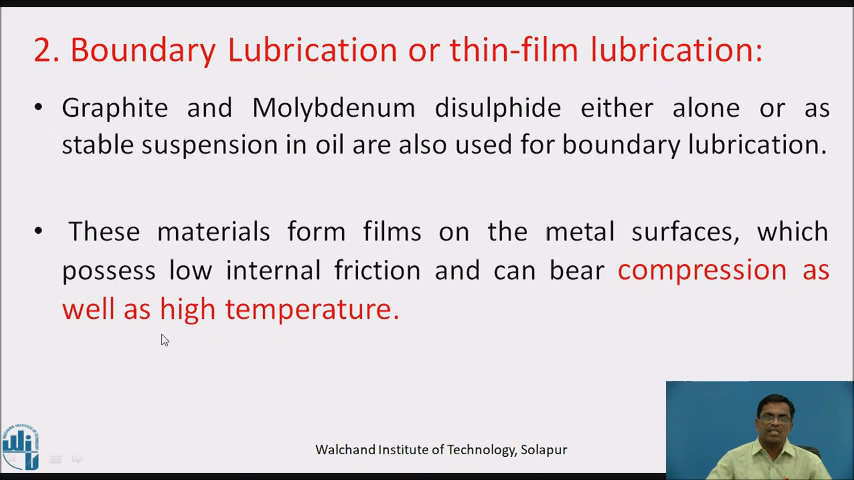 2. Boundary Lubrication or thin-film lubrication:
• Graphite and Molybdenum disulphide either alone or as
stable suspension in oil are also used for boundary lubrication.
• These materials form films on the metal surfaces, which
possess low internal friction and can bear compression as
well as high temperature.
Walchand Institute of Technology, Solapur